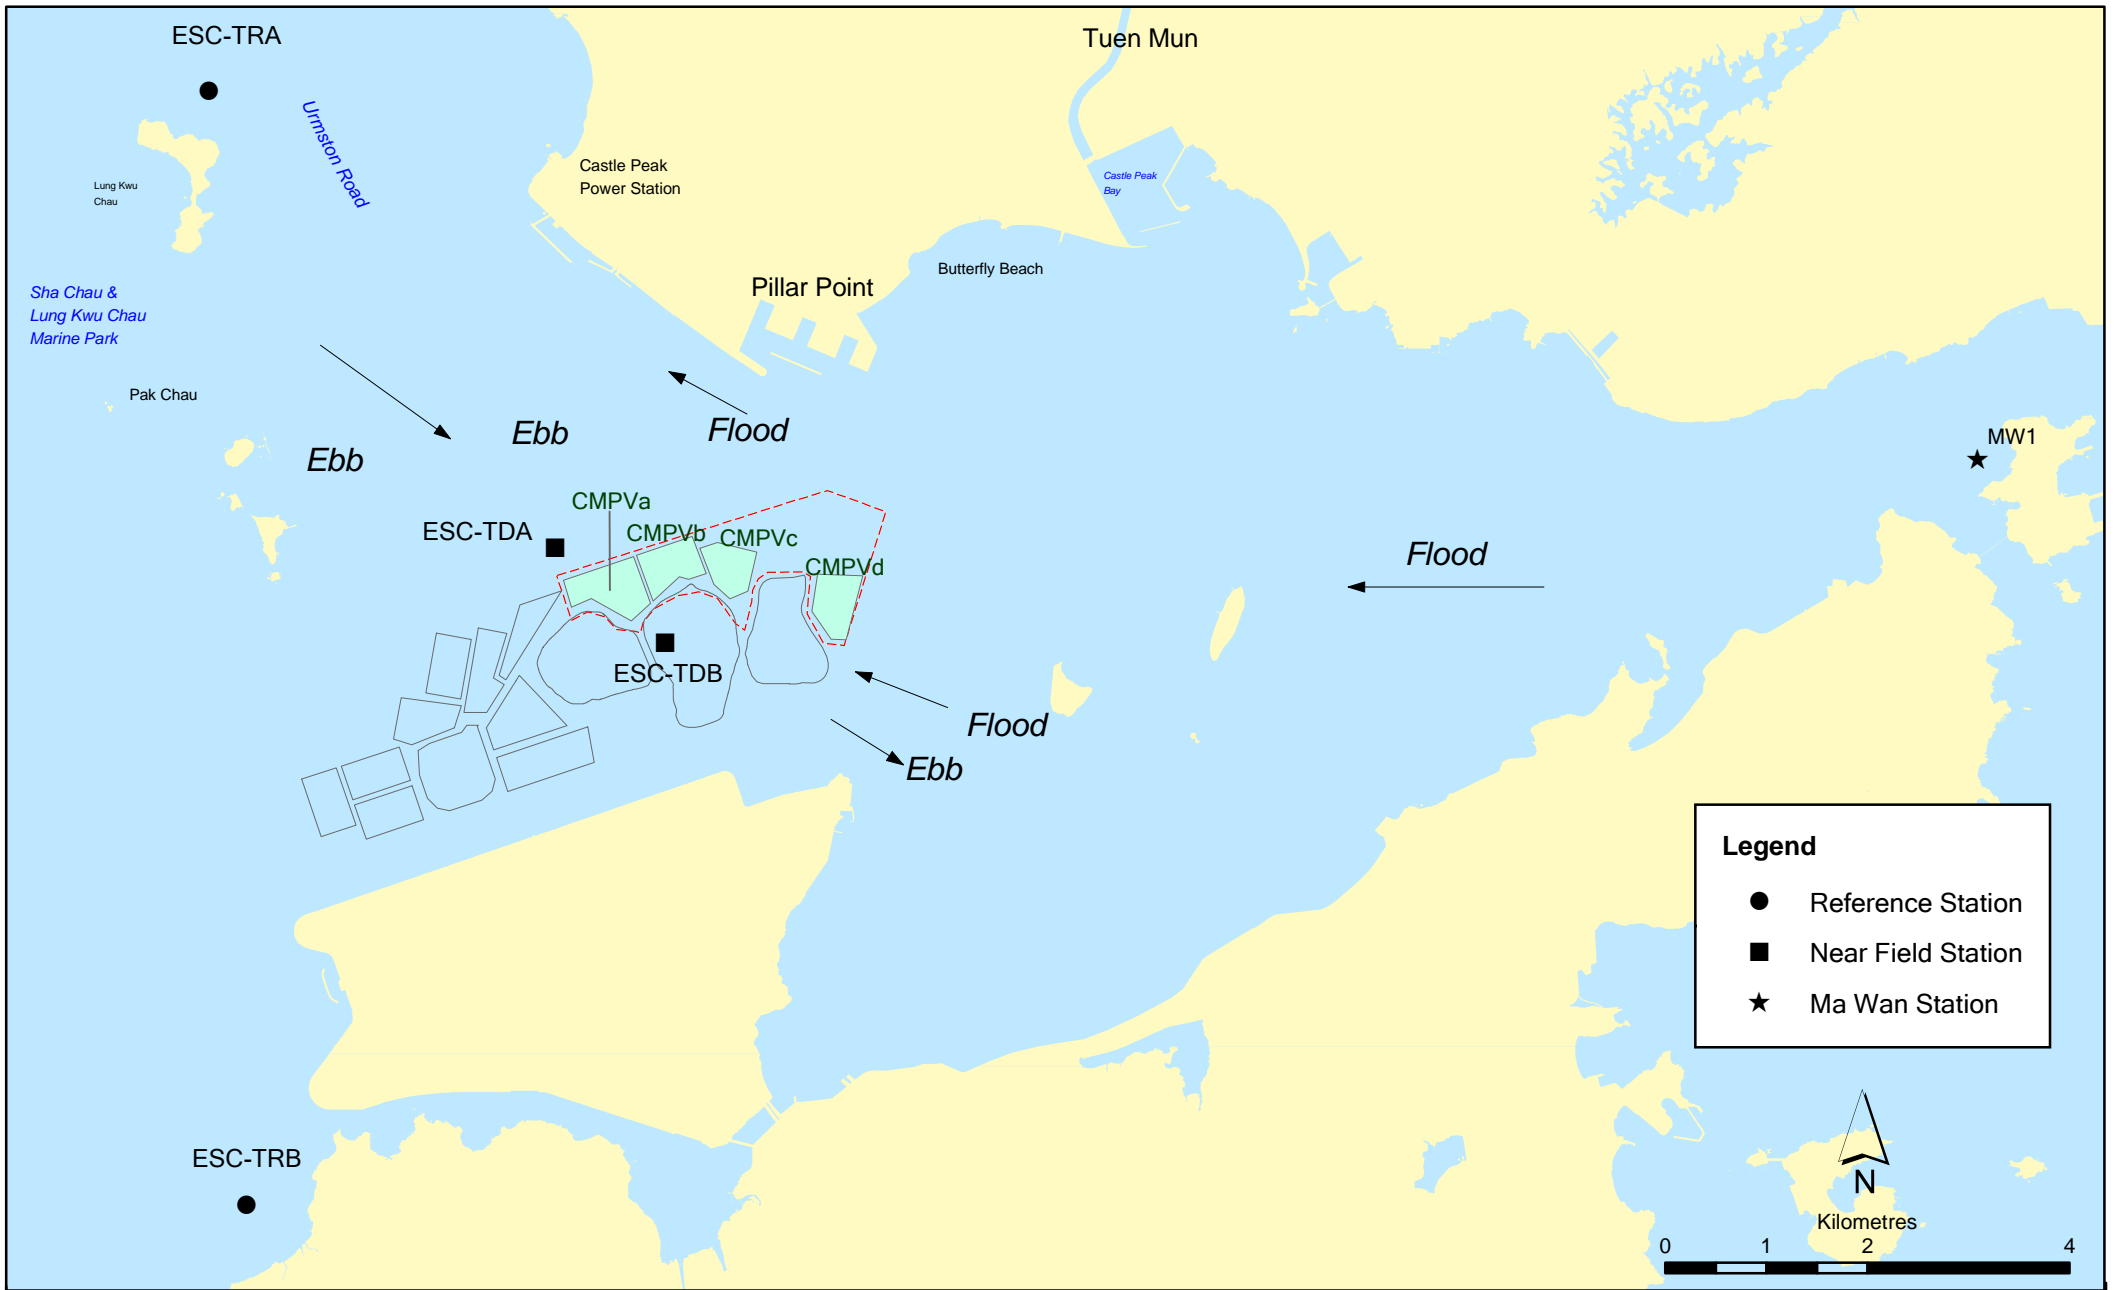 ESC-TRA
Tuen Mun
Urmston Road
Castle Peak
Power Station
Castle Peak
Bay
Lung Kwu
Chau
Butterfly Beach
Pillar Point
Sha Chau &
Lung Kwu Chau
Marine Park
Pak Chau
Ebb
Ebb
Flood
MW1
CMPVa
ESC-TDA
CMPVb
CMPVc
CMPVd
Flood
ESC-TDB
Flood
Ebb
Legend
Reference Station
Near Field Station
Ma Wan Station
ESC-TRB
N
Kilometres
0 1 2 4